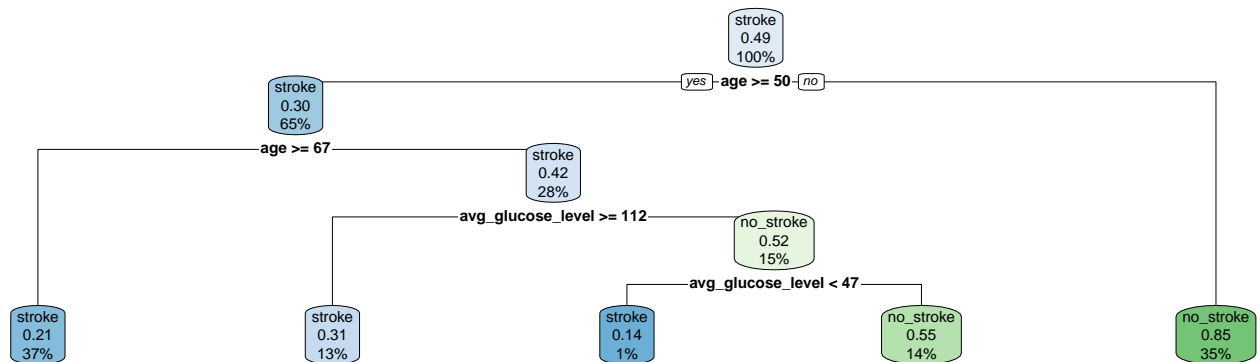 stroke
0.49
100%
yes age >= 50 no
stroke
0.30
65%
age >= 67
stroke
0.42
28%
avg_glucose_level >= 112
no_stroke
0.52
15%
avg_glucose_level < 47
stroke
0.21
37%
stroke
0.31
13%
stroke
0.14
1%
no_stroke
0.55
14%
no_stroke
0.85
35%